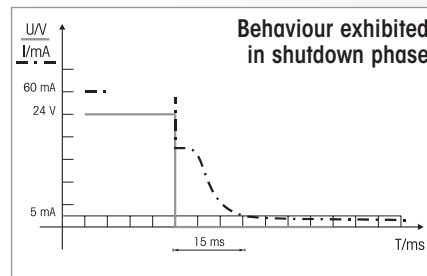 U/V
I/mA
Behaviour exhibited
in shutdown phase
60 mA
24 V
5 mA
15 ms
T/ms